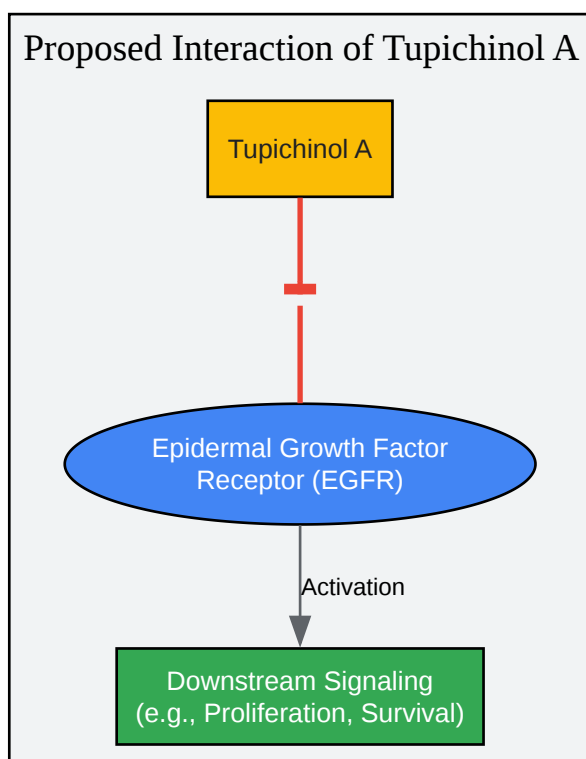 Proposed Interaction of Tupichinol A
Tupichinol A
Epidermal Growth Factor
Receptor (EGFR)
Activation
Downstream Signaling
(e.g., Proliferation, Survival)